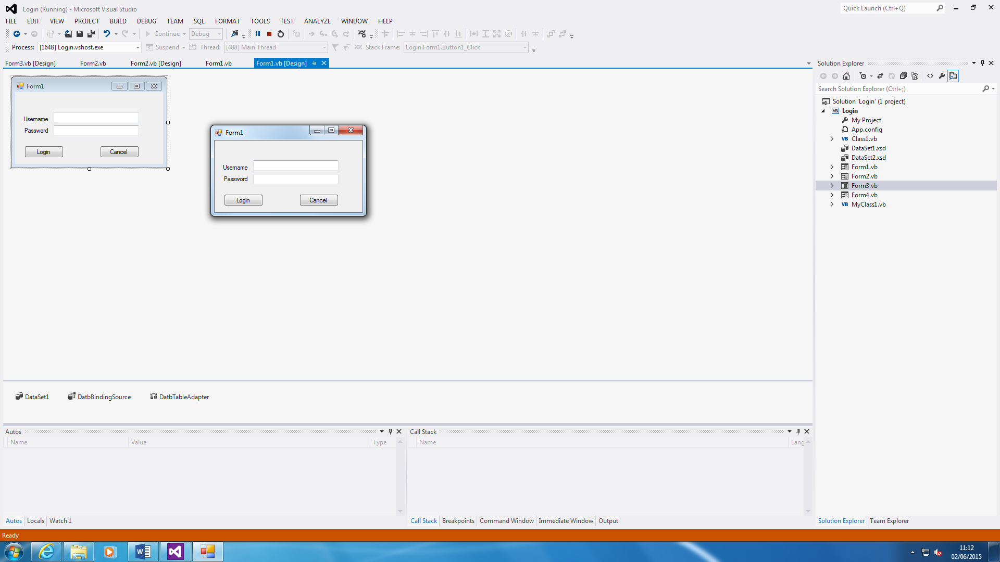 Login (Running) - Microsoft Visual Studio
Quick Launch (Ctrl+Q)
FILE EDIT VIEW PROJECT BUILD DEBUG TEAM SQL FORMAT TOOLS TEST ANALYZE WINDOW HELP
Continue Debug
Process: [1648] Login.vshost.exe Suspend Thread: [488] Main Thread Stack Frame: Login.Form1.Button1_Click
Form3.vb [Design] Form2.vb Form2.vb [Design] Form1.vb Form1.vb [Design]
Form1
Username
Password
Login Cancel
Form1
Username
Password
Login Cancel
DataSet1 DatbBindingSource DatbTableAdapter
Autos
Name Value Type
Autos Locals Watch 1
Call Stack
Name Lang
Call Stack Breakpoints Command Window Immediate Window Output
Solution Explorer
Search Solution Explorer (Ctrl+;)
Solution 'Login' (1 project)
VB Login
My Project
App.config
VB Class1.vb
DataSet1.xsd
DataSet2.xsd
Form1.vb
Form2.vb
Form3.vb
Form4.vb
VB MyClass1.vb
Solution Explorer Team Explorer
Ready
11:12
02/06/2015